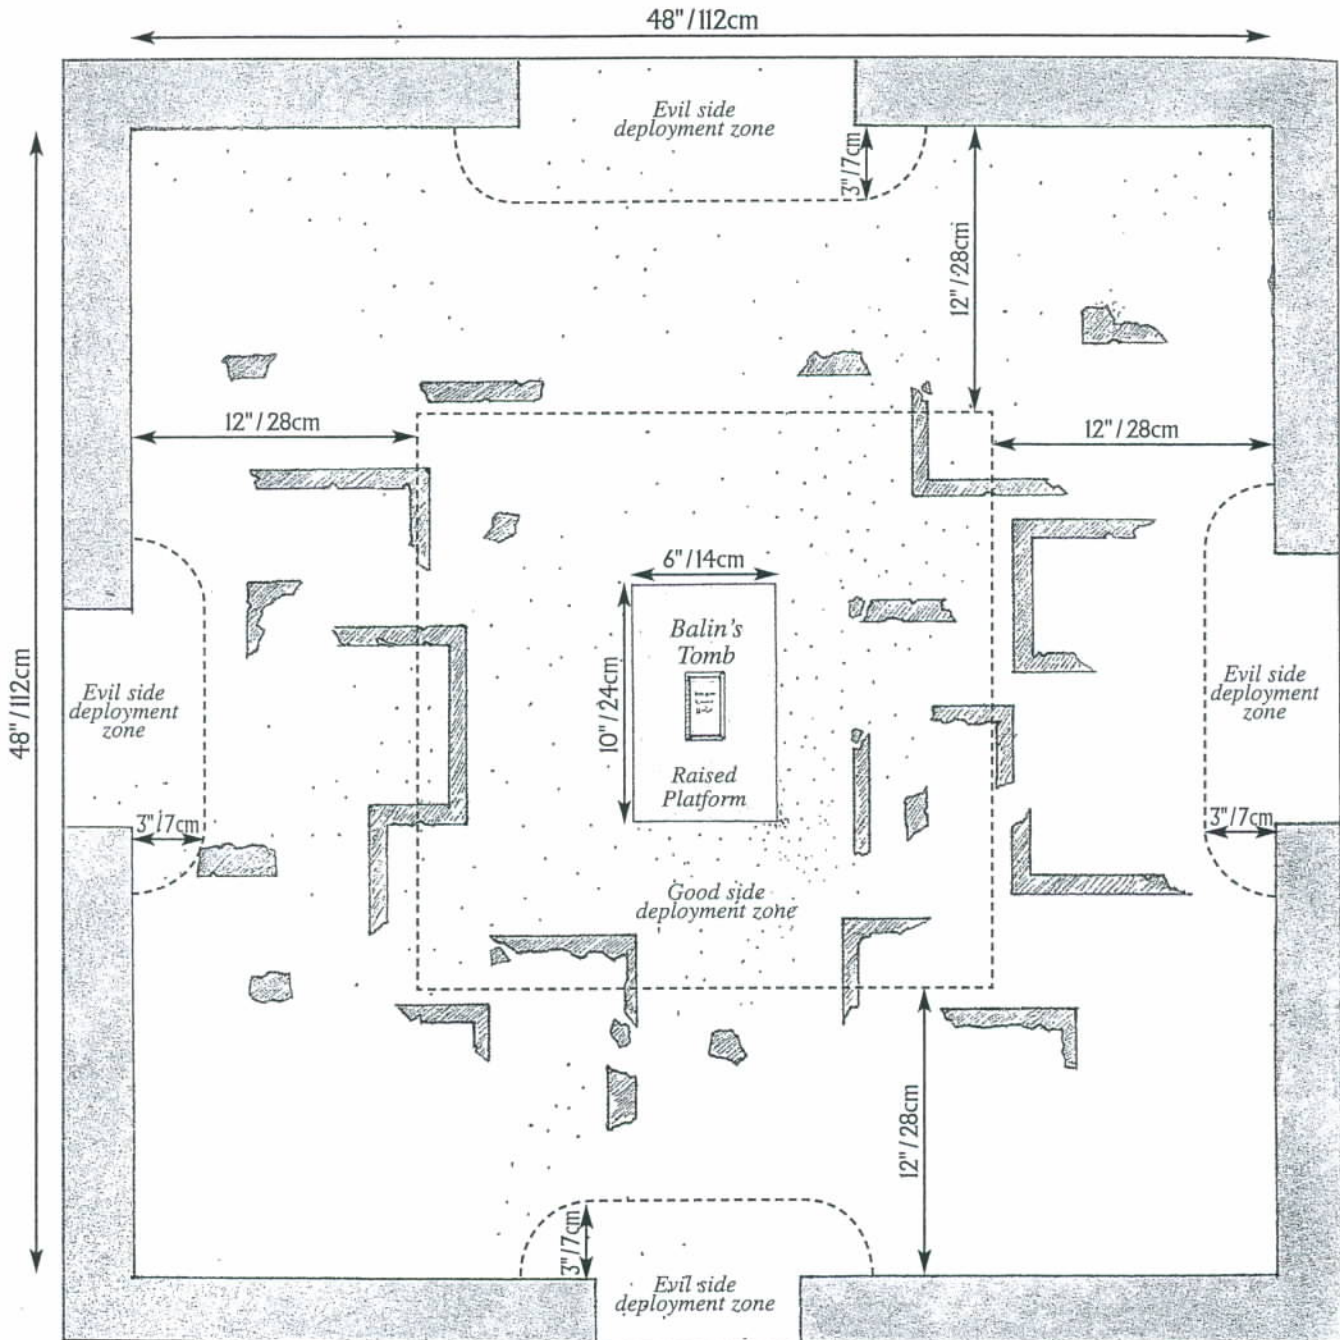 48"/112cm
Evil side
deployment zone
3"/7cm
12"/28cm
12"/28cm
12"/28cm
6"/14cm
Balin's
Tomb
10"/24cm
Raised
Platform
48"/112cm
Evil side
deployment
zone
3"/7cm
Evil side
deployment
zone
3"/7cm
Good side
deployment zone
12"/28cm
3"/7cm
Evil side
deployment zone